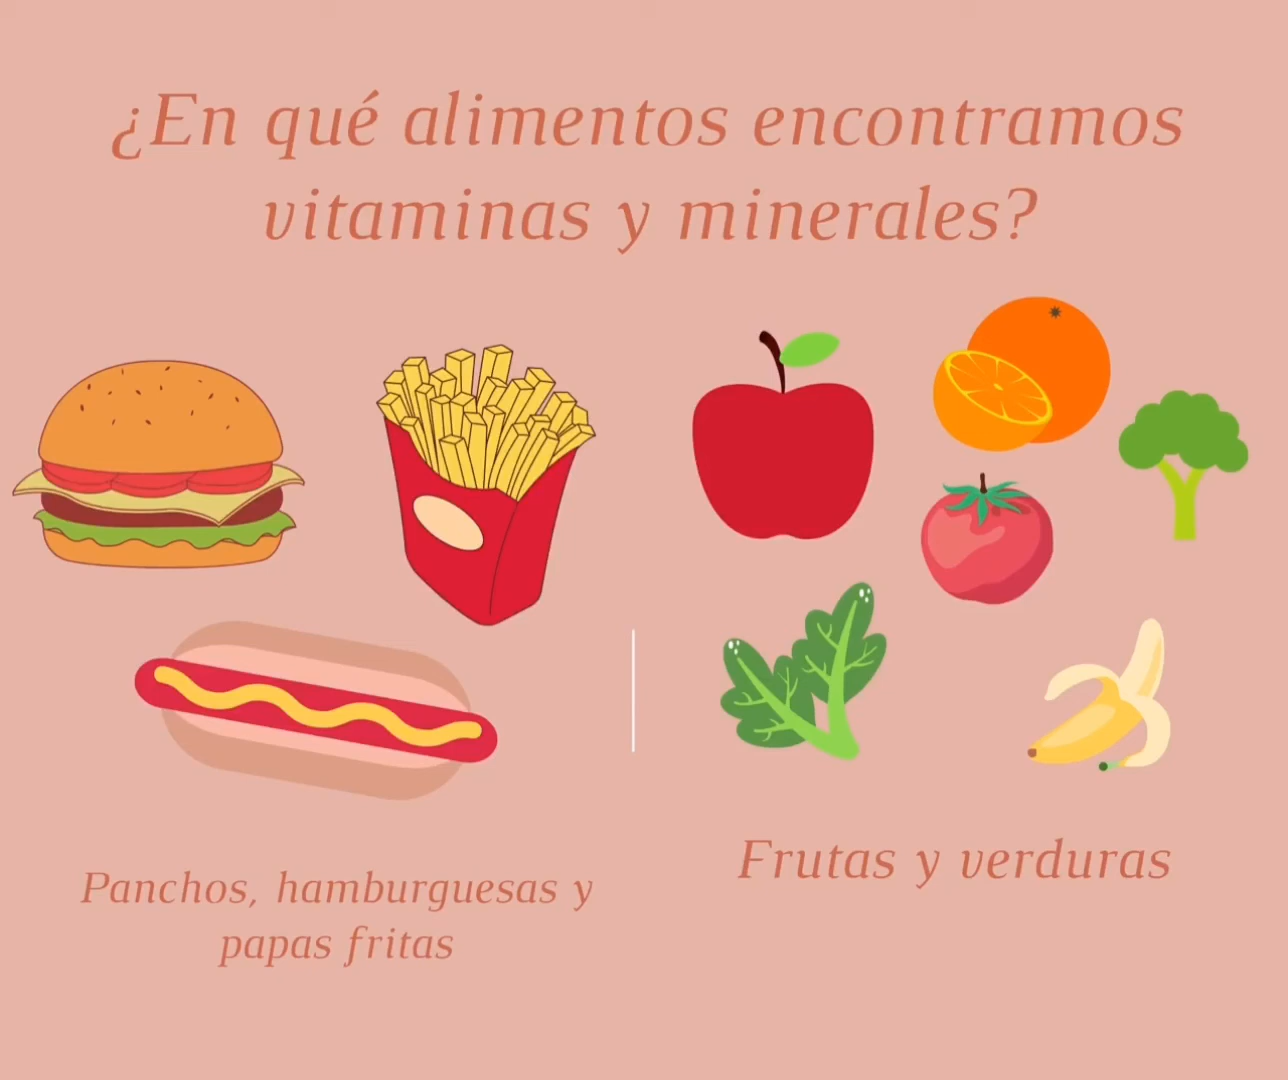 ¿En qué alimentos encontramos
vitaminas y minerales?
Panchos, hamburguesas y
papas fritas
Frutas y verduras